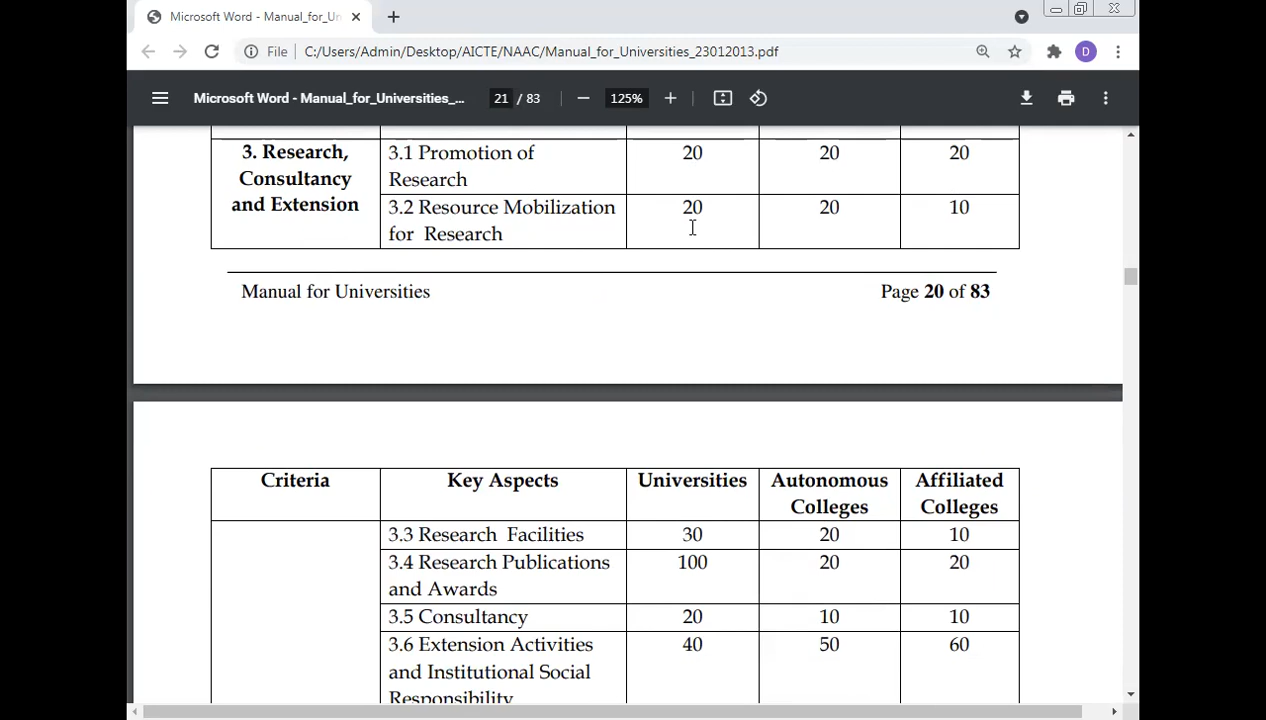 Microsoft Word - Manual_for_Un
File C:/Users/Admin/Desktop/AICTE/NAAC/Manual_for_Universities_23012013.pdf D
Microsoft Word - Manual_for_Universities_... 21 / 83 125%
3. Research, 3.1 Promotion of 20 20 20
Consultancy Research
and Extension 3.2 Resource Mobilization 20 20 10
for Research
Manual for Universities Page 20 of 83
Criteria Key Aspects Universities Autonomous Affiliated
Colleges Colleges
3.3 Research Facilities 30 20 10
3.4 Research Publications 100 20 20
and Awards
3.5 Consultancy 20 10 10
3.6 Extension Activities 40 50 60
and Institutional Social
Responsibility